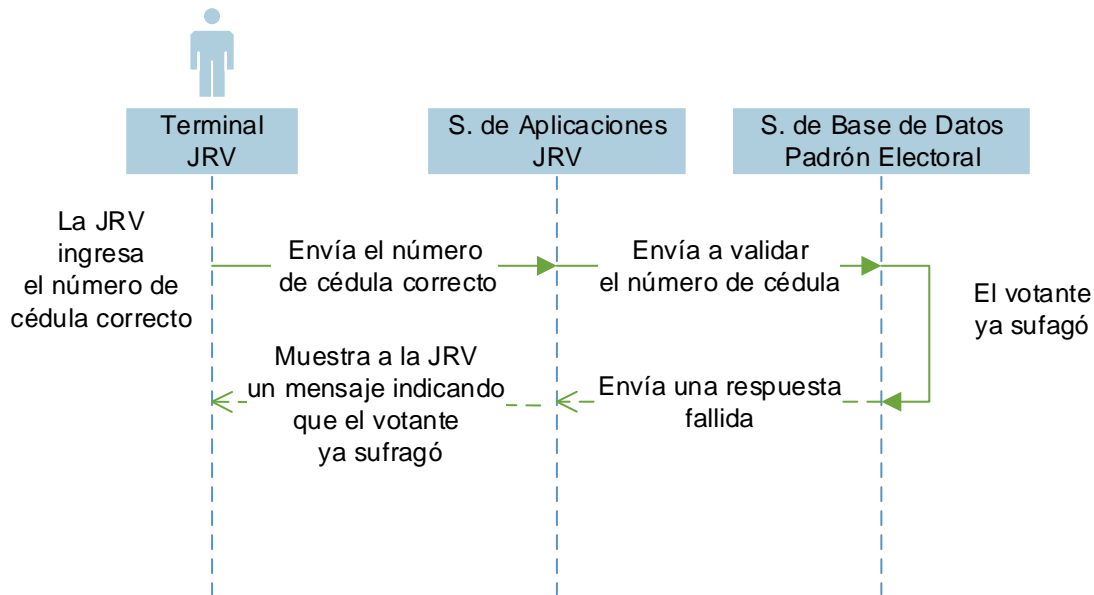 Terminal
JRV
S. de Aplicaciones
JRV
S. de Base de Datos
Padrón Electoral
La JRV
ingresa
el número de
cédula correcto
Envía el número
de cédula correcto
Envía a validar
el número de cédula
El votante
ya sufagó
Muestra a la JRV
un mensaje indicando
que el votante
ya sufragó
Envía una respuesta
fallida